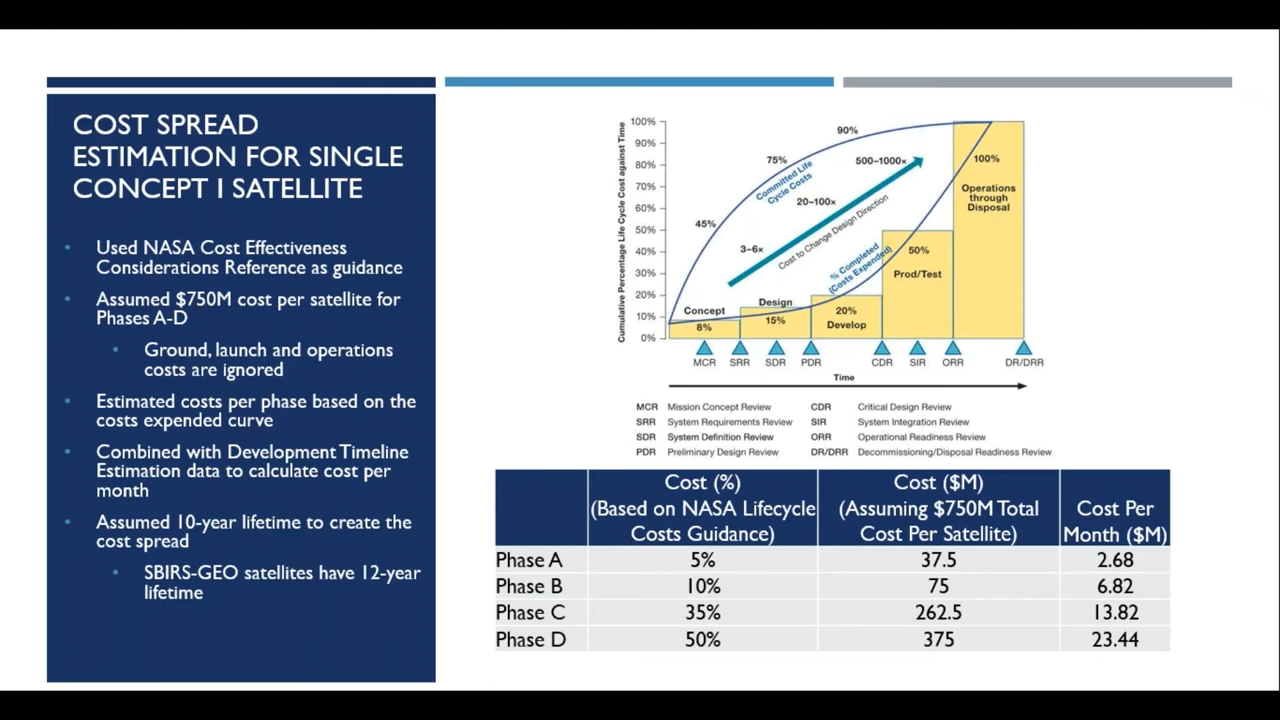 COST SPREAD
ESTIMATION FOR SINGLE
CONCEPT I SATELLITE
• Used NASA Cost Effectiveness
Considerations Reference as guidance
• Assumed $750M cost per satellite for
Phases A-D
• Ground, launch and operations
costs are ignored
• Estimated costs per phase based on the
costs expended curve
• Combined with Development Timeline
Estimation data to calculate cost per
month
• Assumed 10-year lifetime to create the
cost spread
• SBIRS-GEO satellites have 12-year
lifetime
Cumulative Percentage Life Cycle Cost against Time
100%
90%
80%
70%
60%
50%
40%
30%
20%
10%
0%
45%
75%
90%
Committed Life
Cycle Costs
3–6x
20–100x
500–1000x
Cost to Change Design Direction
% Completed
(Costs Expended)
Concept
8%
Design
15%
20%
Develop
50%
Prod/Test
100%
Operations
through
Disposal
MCR SRR SDR PDR CDR SIR ORR DR/DRR
Time
MCR Mission Concept Review CDR Critical Design Review
SRR System Requirements Review SIR System Integration Review
SDR System Definition Review ORR Operational Readiness Review
PDR Preliminary Design Review DR/DRR Decommissioning/Disposal Readiness Review
Cost (%)
(Based on NASA Lifecycle
Costs Guidance)
Cost ($M)
(Assuming $750M Total
Cost Per Satellite)
Cost Per
Month ($M)
Phase A 5% 37.5 2.68
Phase B 10% 75 6.82
Phase C 35% 262.5 13.82
Phase D 50% 375 23.44